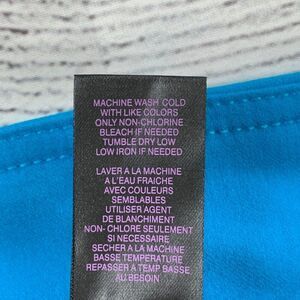 MACHINE WASH COLD
WITH LIKE COLORS
ONLY NON-CHLORINE
BLEACH IF NEEDED
TUMBLE DRY LOW
LOW IRON IF NEEDED
LAVER A LA MACHINE
A L'EAU FRAICHE
AVEC COULEURS
SEMBLABLES
UTILISER AGENT
DE BLANCHIMENT
NON- CHLORE SEULEMENT
SI NECESSAIRE
SECHER A LA MACHINE
BASSE TEMPERATURE
REPASSER A TEMP BASSE
AU BESOIN